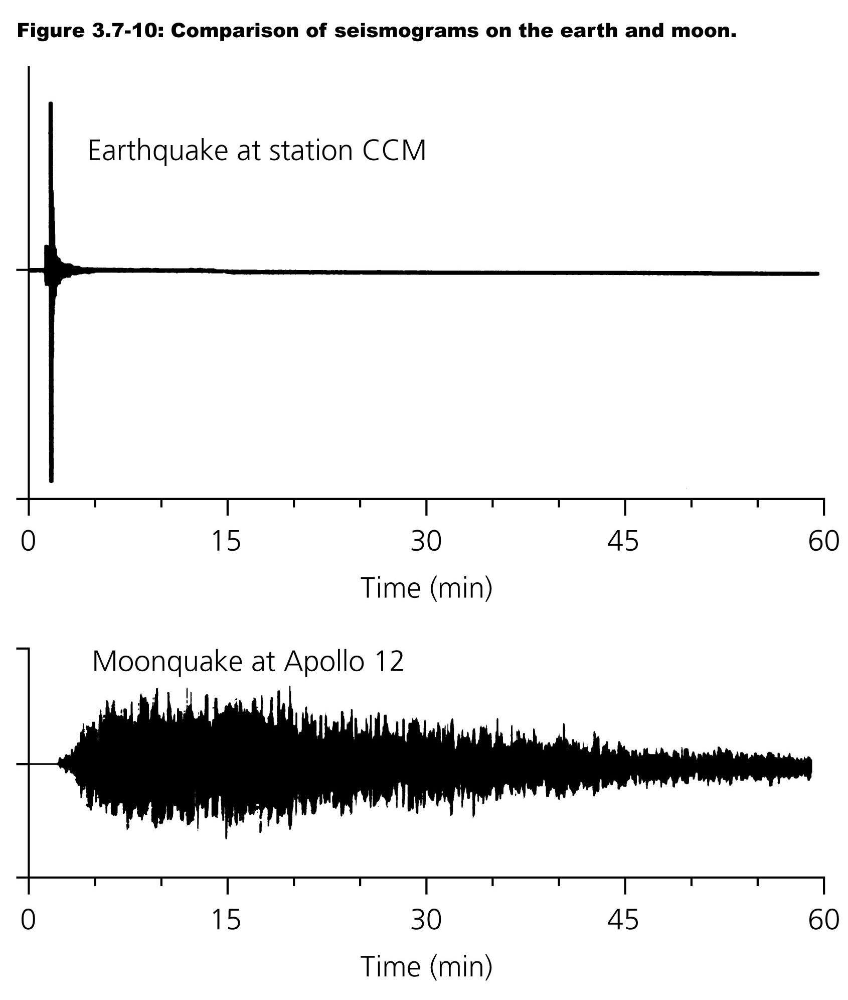 Figure 3.7-10: Comparison of seismograms on the earth and moon.
Earthquake at station CCM
0 15 30 45 60
Time (min)
Moonquake at Apollo 12
0 15 30 45 60
Time (min)